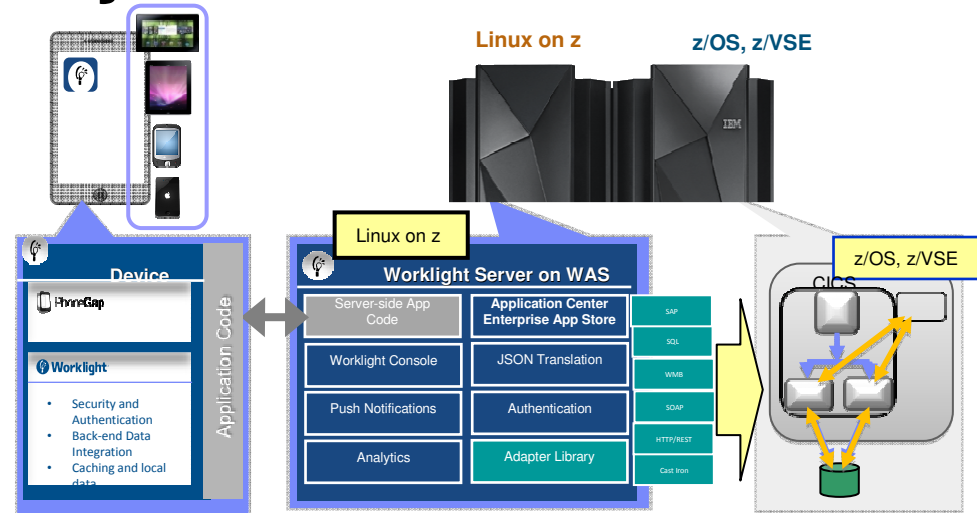 Linux on z
z/OS, z/VSE
IBM
Linux on z
z/OS, z/VSE
Device
PhoneGap
Worklight
• Security and
Authentication
• Back-end Data
Integration
• Caching and local
data
Application Code
Worklight Server on WAS
Server-side App
Code
Application Center
Enterprise App Store
Worklight Console
JSON Translation
Push Notifications
Authentication
Analytics
Adapter Library
SAP
SQL
WMB
SOAP
HTTP/REST
Cast Iron
CICS